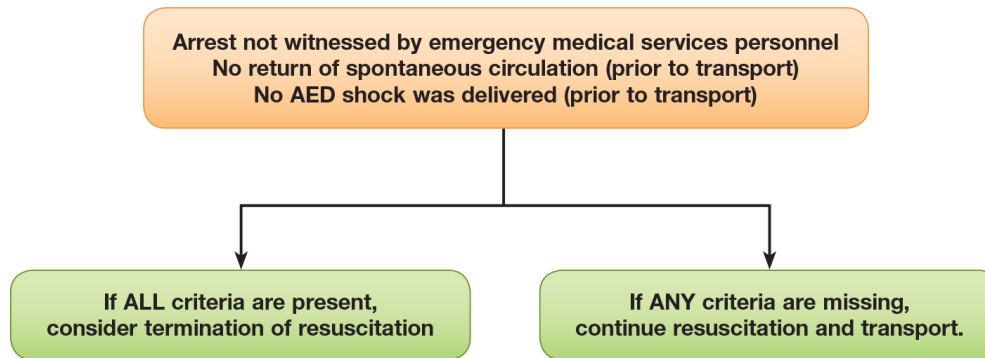 Arrest not witnessed by emergency medical services personnel
No return of spontaneous circulation (prior to transport)
No AED shock was delivered (prior to transport)
If ALL criteria are present,
consider termination of resuscitation
If ANY criteria are missing,
continue resuscitation and transport.